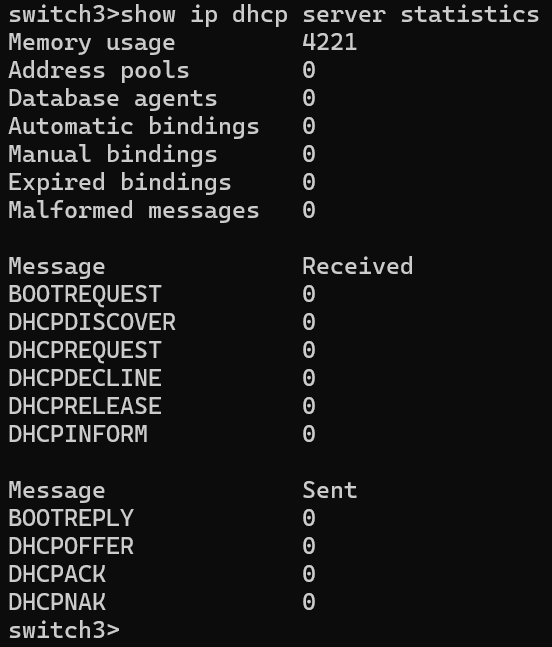 switch3>show ip dhcp server statistics
Memory usage 4221
Address pools 0
Database agents 0
Automatic bindings 0
Manual bindings 0
Expired bindings 0
Malformed messages 0
Message Received
BOOTREQUEST 0
DHCPDISCOVER 0
DHCPREQUEST 0
DHCPDECLINE 0
DHCPRELEASE 0
DHCPINFORM 0
Message Sent
BOOTREPLY 0
DHCPOFFER 0
DHCPACK 0
DHCPNAK 0
switch3>